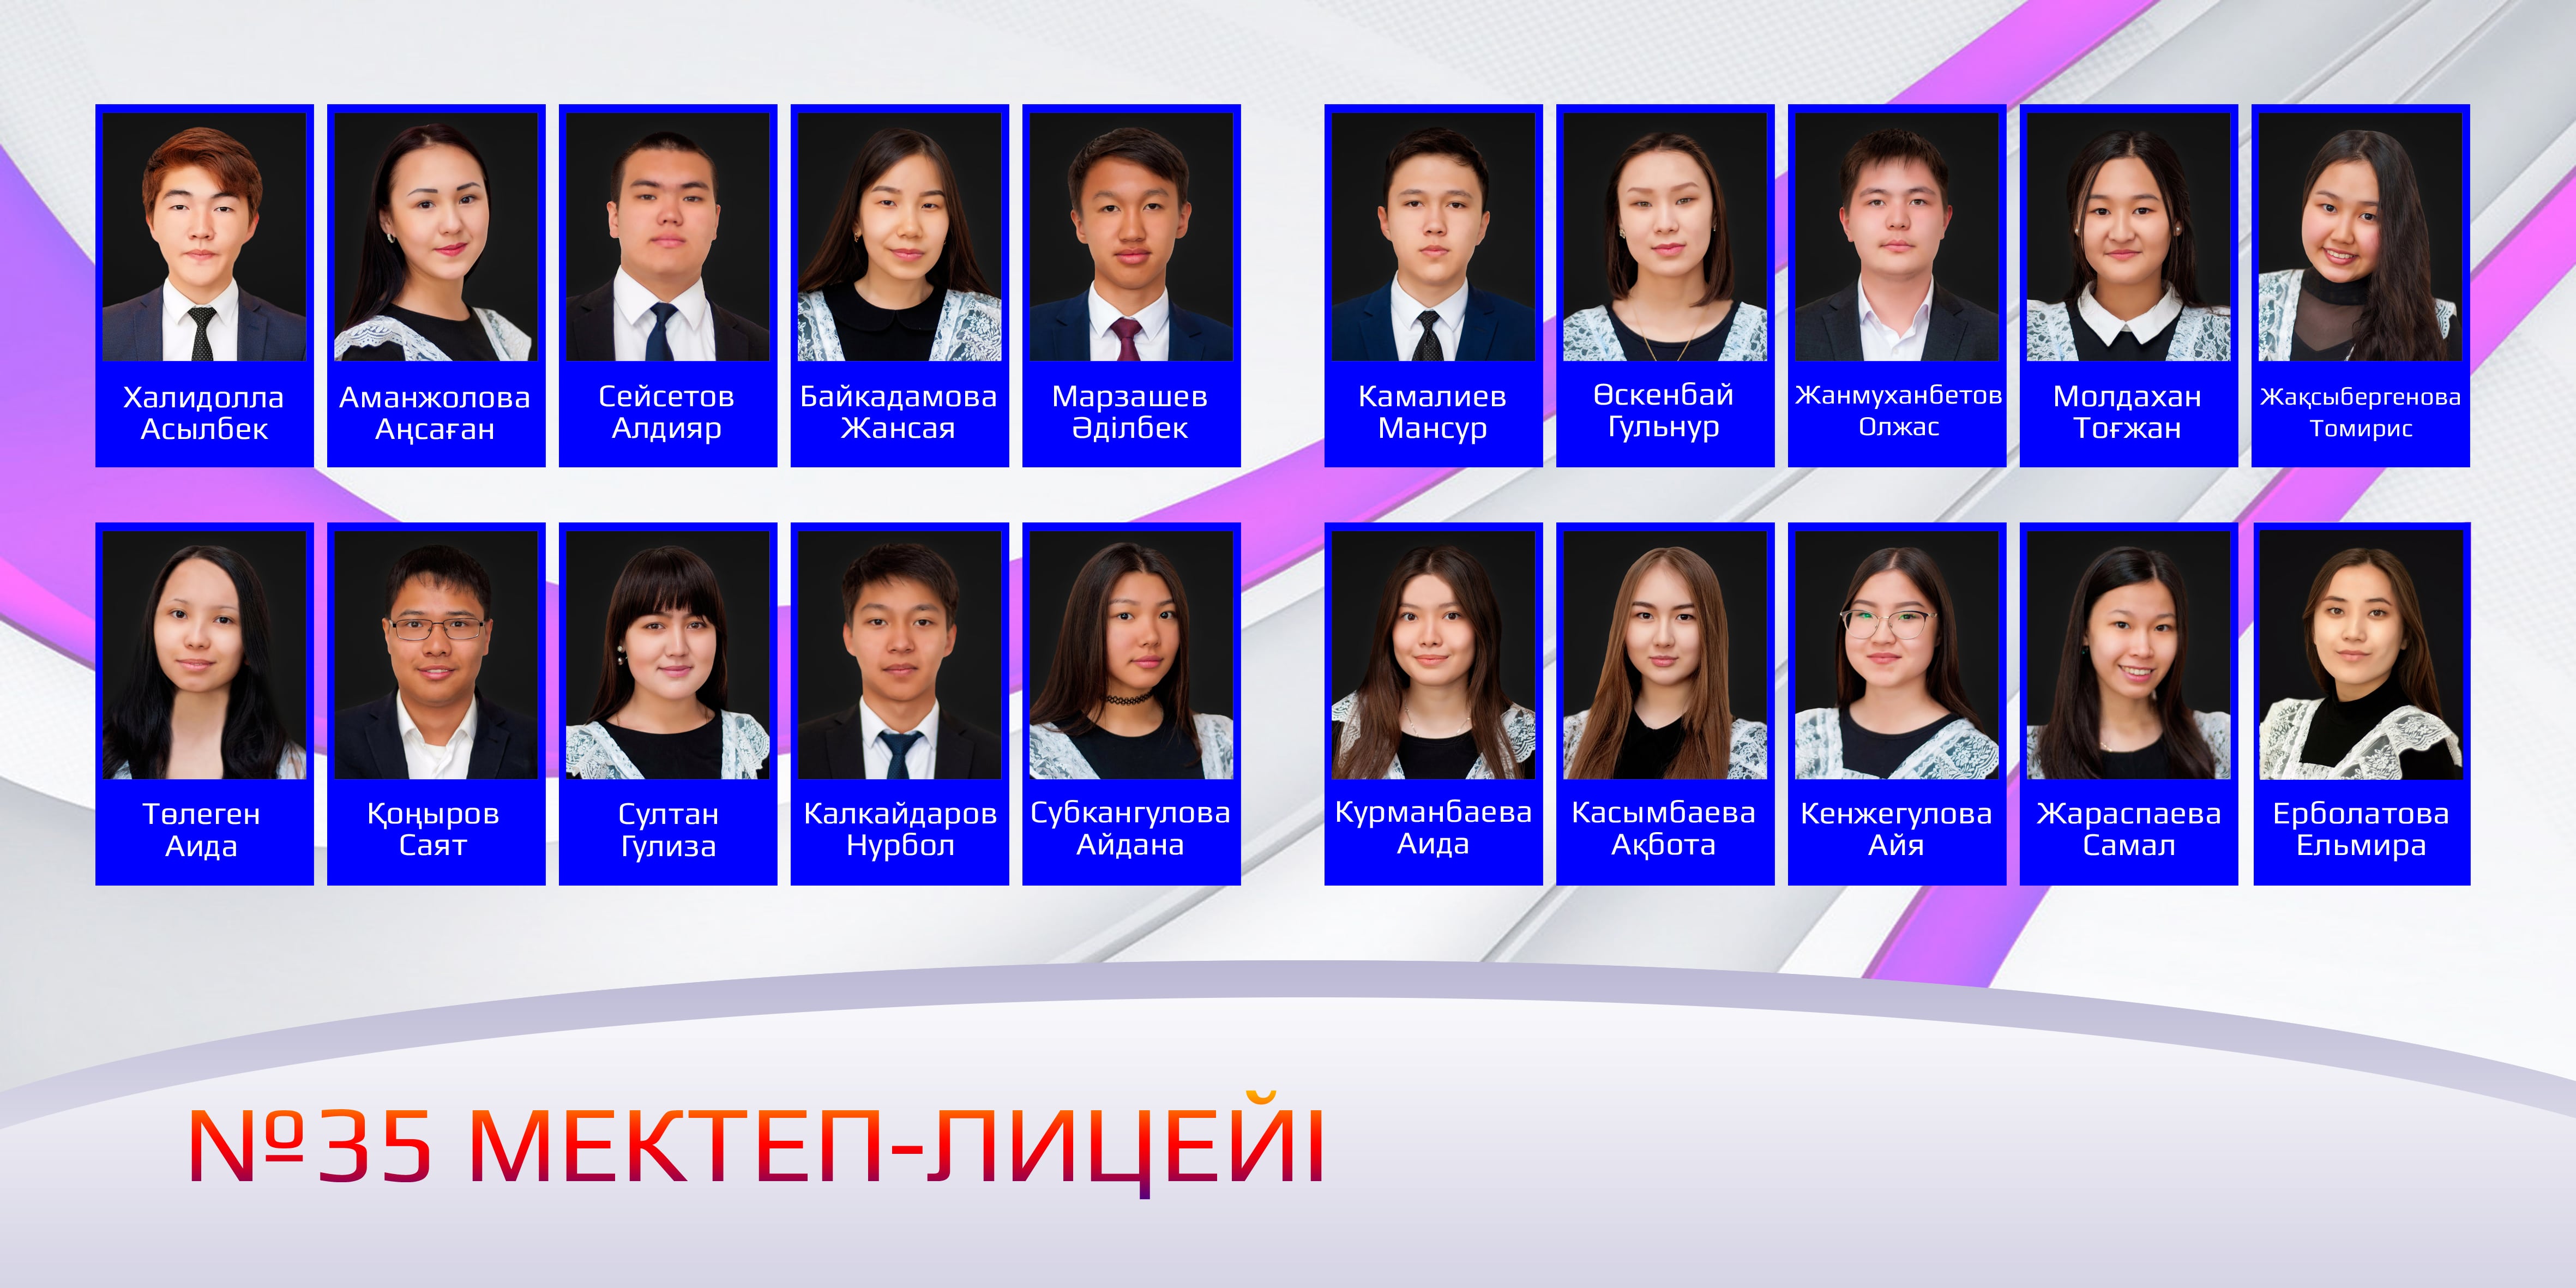 Халидолла
Асылбек
Аманжолова
Аңсаған
Сейсетов
Алдияр
Байкадамова
Жансая
Марзашев
Әділбек
Камалиев
Мансур
Өскенбай
Гульнур
Жанмуханбетов
Олжас
Молдахан
Тоғжан
Жақсыбергенова
Томирис
Төлеген
Аида
Қоңыров
Саят
Султан
Гулиза
Калкайдаров
Нурбол
Субкангулова
Айдана
Курманбаева
Аида
Касымбаева
Ақбота
Кенжегулова
Айя
Жараспаева
Самал
Ерболатова
Ельмира
№35 МЕКТЕП-ЛИЦЕЙІ